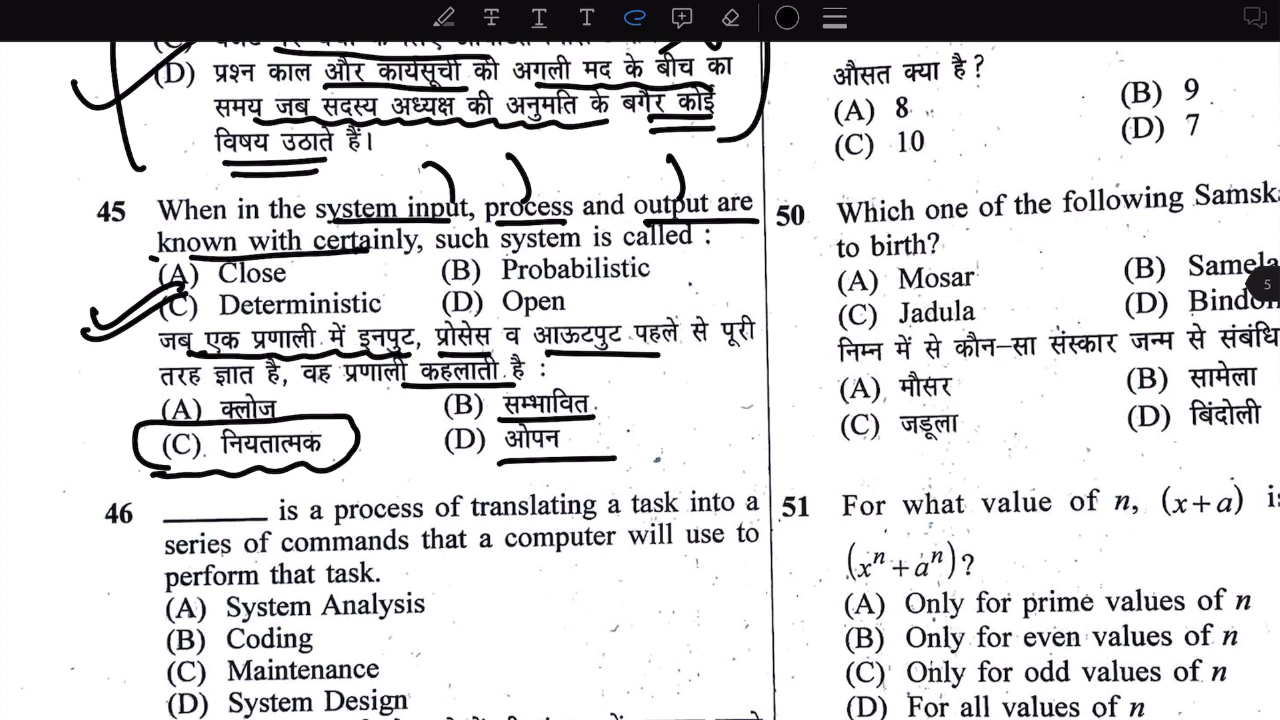 (D) प्रश्न काल और कार्यसूची की अगली मद के बीच का
समय जब सदस्य अध्यक्ष की अनुमति के बगैर कोई
विषय उठाते हैं।
45 When in the system input, process and output are
known with certainly, such system is called :
(A) Close (B) Probabilistic
(C) Deterministic (D) Open
जब एक प्रणाली में इनपुट, प्रोसेस व आऊटपुट पहले से पूरी
तरह ज्ञात है, वह प्रणाली कहलाती है :
(A) क्लोज (B) सम्भावित
(C) नियतात्मक (D) ओपन
46 ________ is a process of translating a task into a
series of commands that a computer will use to
perform that task.
(A) System Analysis
(B) Coding
(C) Maintenance
(D) System Design
औसत क्या है?
(A) 8 (B) 9
(C) 10 (D) 7
50 Which one of the following Samsk
to birth?
(A) Mosar (B) Samela
(C) Jadula (D) Bindo
निम्न में से कौन-सा संस्कार जन्म से संबंधि
(A) मौसर (B) सामेला
(C) जडूला (D) बिंदोली
51 For what value of n, (x+a) is
(xⁿ + aⁿ)?
(A) Only for prime values of n
(B) Only for even values of n
(C) Only for odd values of n
(D) For all values of n
5